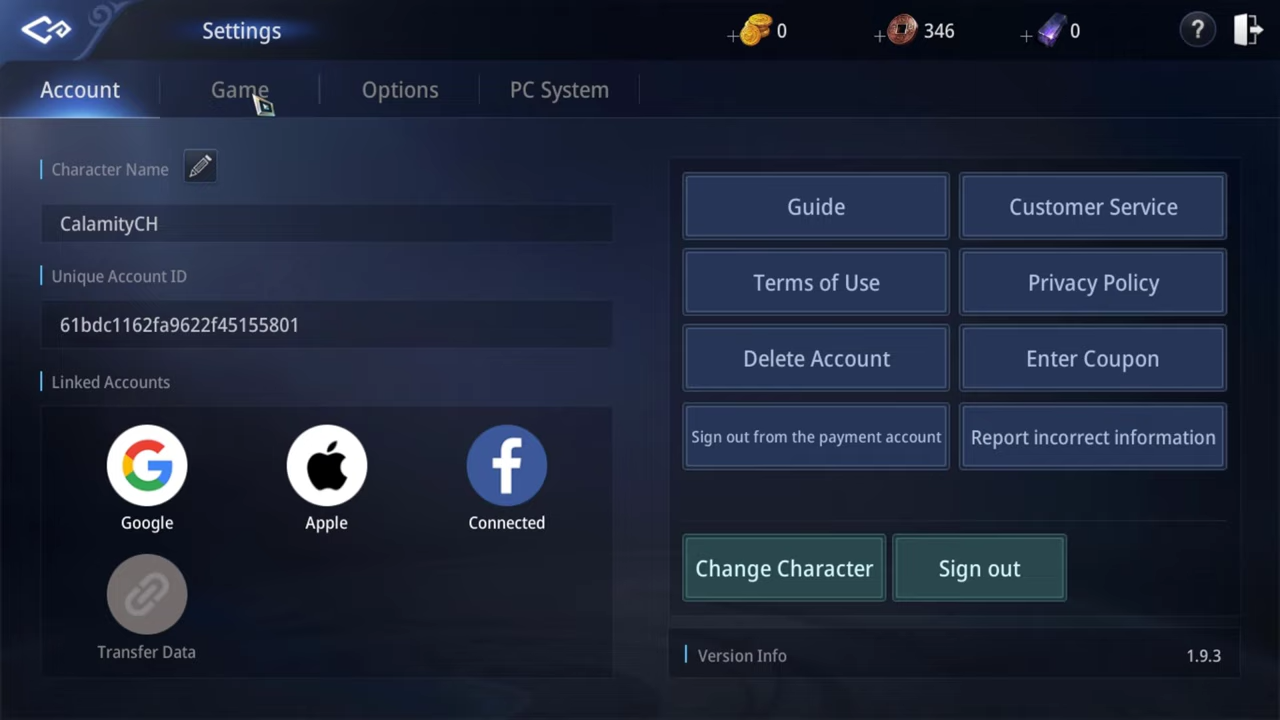 Settings
0
346
0
?
Account
Game
Options
PC System
Character Name
CalamityCH
Unique Account ID
61bdc1162fa9622f45155801
Linked Accounts
Google
Apple
Connected
Transfer Data
Guide
Customer Service
Terms of Use
Privacy Policy
Delete Account
Enter Coupon
Sign out from the payment account
Report incorrect information
Change Character
Sign out
Version Info
1.9.3